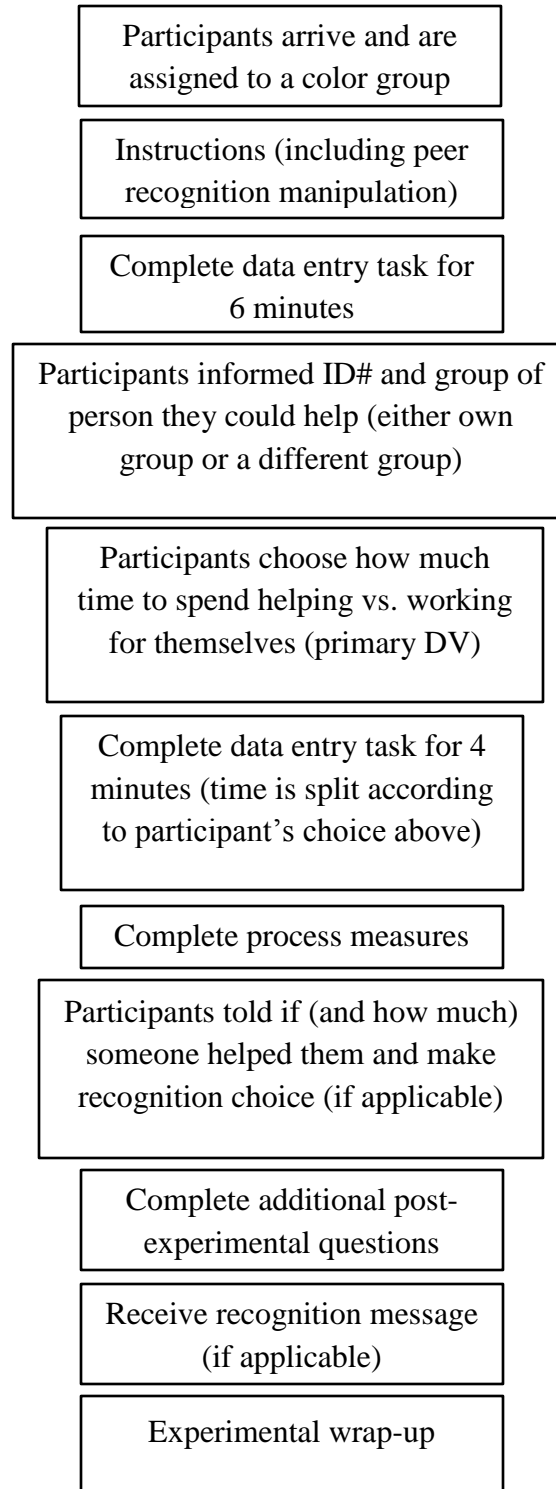 Participants arrive and are
assigned to a color group
Instructions (including peer
recognition manipulation)
Complete data entry task for
6 minutes
Participants informed ID# and group of
person they could help (either own
group or a different group)
Participants choose how much
time to spend helping vs. working
for themselves (primary DV)
Complete data entry task for 4
minutes (time is split according
to participant’s choice above)
Complete process measures
Participants told if (and how much)
someone helped them and make
recognition choice (if applicable)
Complete additional post-
experimental questions
Receive recognition message
(if applicable)
Experimental wrap-up